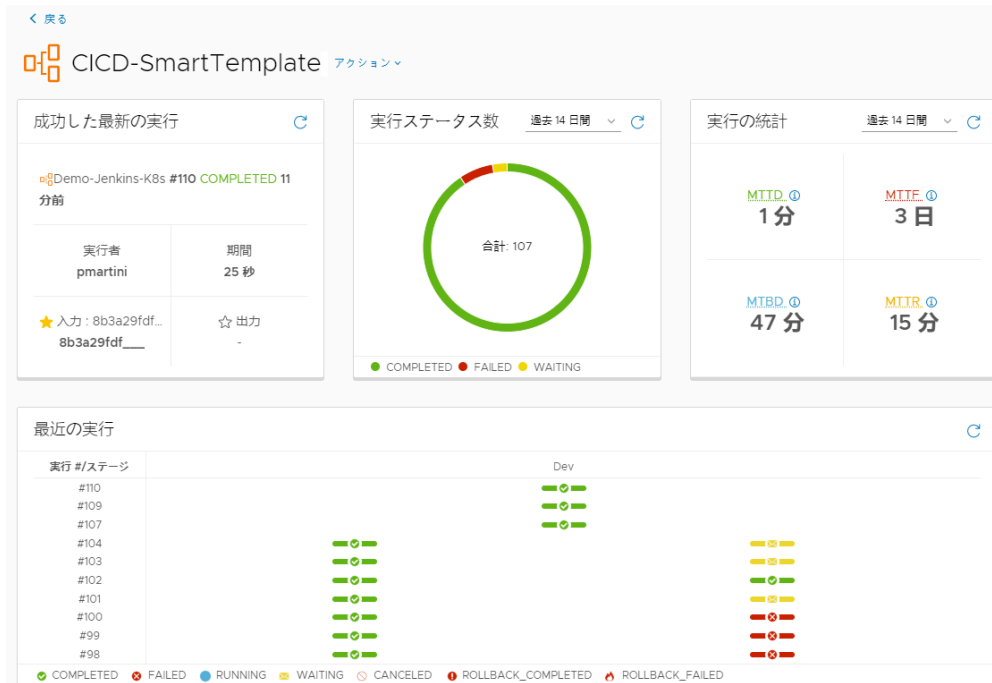 戻る
CICD-SmartTemplate アクション
成功した最新の実行
Demo-Jenkins-K8s #110 COMPLETED 11
分前
実行者
pmartini
期間
25 秒
入力 : 8b3a29fdf...
8b3a29fdf___
出力
-
実行ステータス数 過去 14 日間
合計: 107
COMPLETED FAILED WAITING
実行の統計 過去 14 日間
MTTD
1 分
MTTF
3 日
MTBD
47 分
MTTR
15 分
最近の実行
実行 #/ステージ Dev
#110
#109
#107
#104
#103
#102
#101
#100
#99
#98
COMPLETED FAILED RUNNING WAITING CANCELED ROLLBACK_COMPLETED ROLLBACK_FAILED